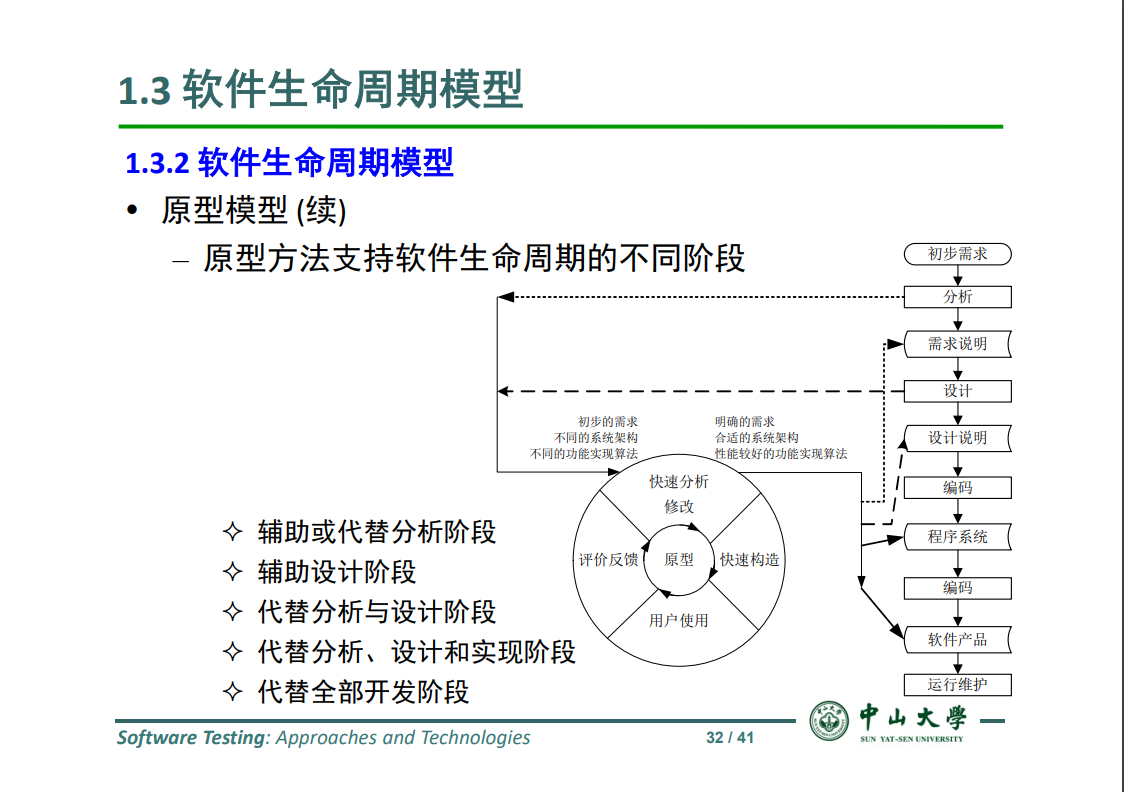 1.3 软件生命周期模型
1.3.2 软件生命周期模型
• 原型模型 (续)
– 原型方法支持软件生命周期的不同阶段
初步需求
分析
需求说明
设计
设计说明
编码
程序系统
编码
软件产品
运行维护
初步的需求
不同的系统架构
不同的功能实现算法
明确的需求
合适的系统架构
性能较好的功能实现算法
快速分析
修改
评价反馈
原型
快速构造
用户使用
✧ 辅助或代替分析阶段
✧ 辅助设计阶段
✧ 代替分析与设计阶段
✧ 代替分析、设计和实现阶段
✧ 代替全部开发阶段
Software Testing: Approaches and Technologies
32 / 41
中山大學
SUN YAT-SEN UNIVERSITY